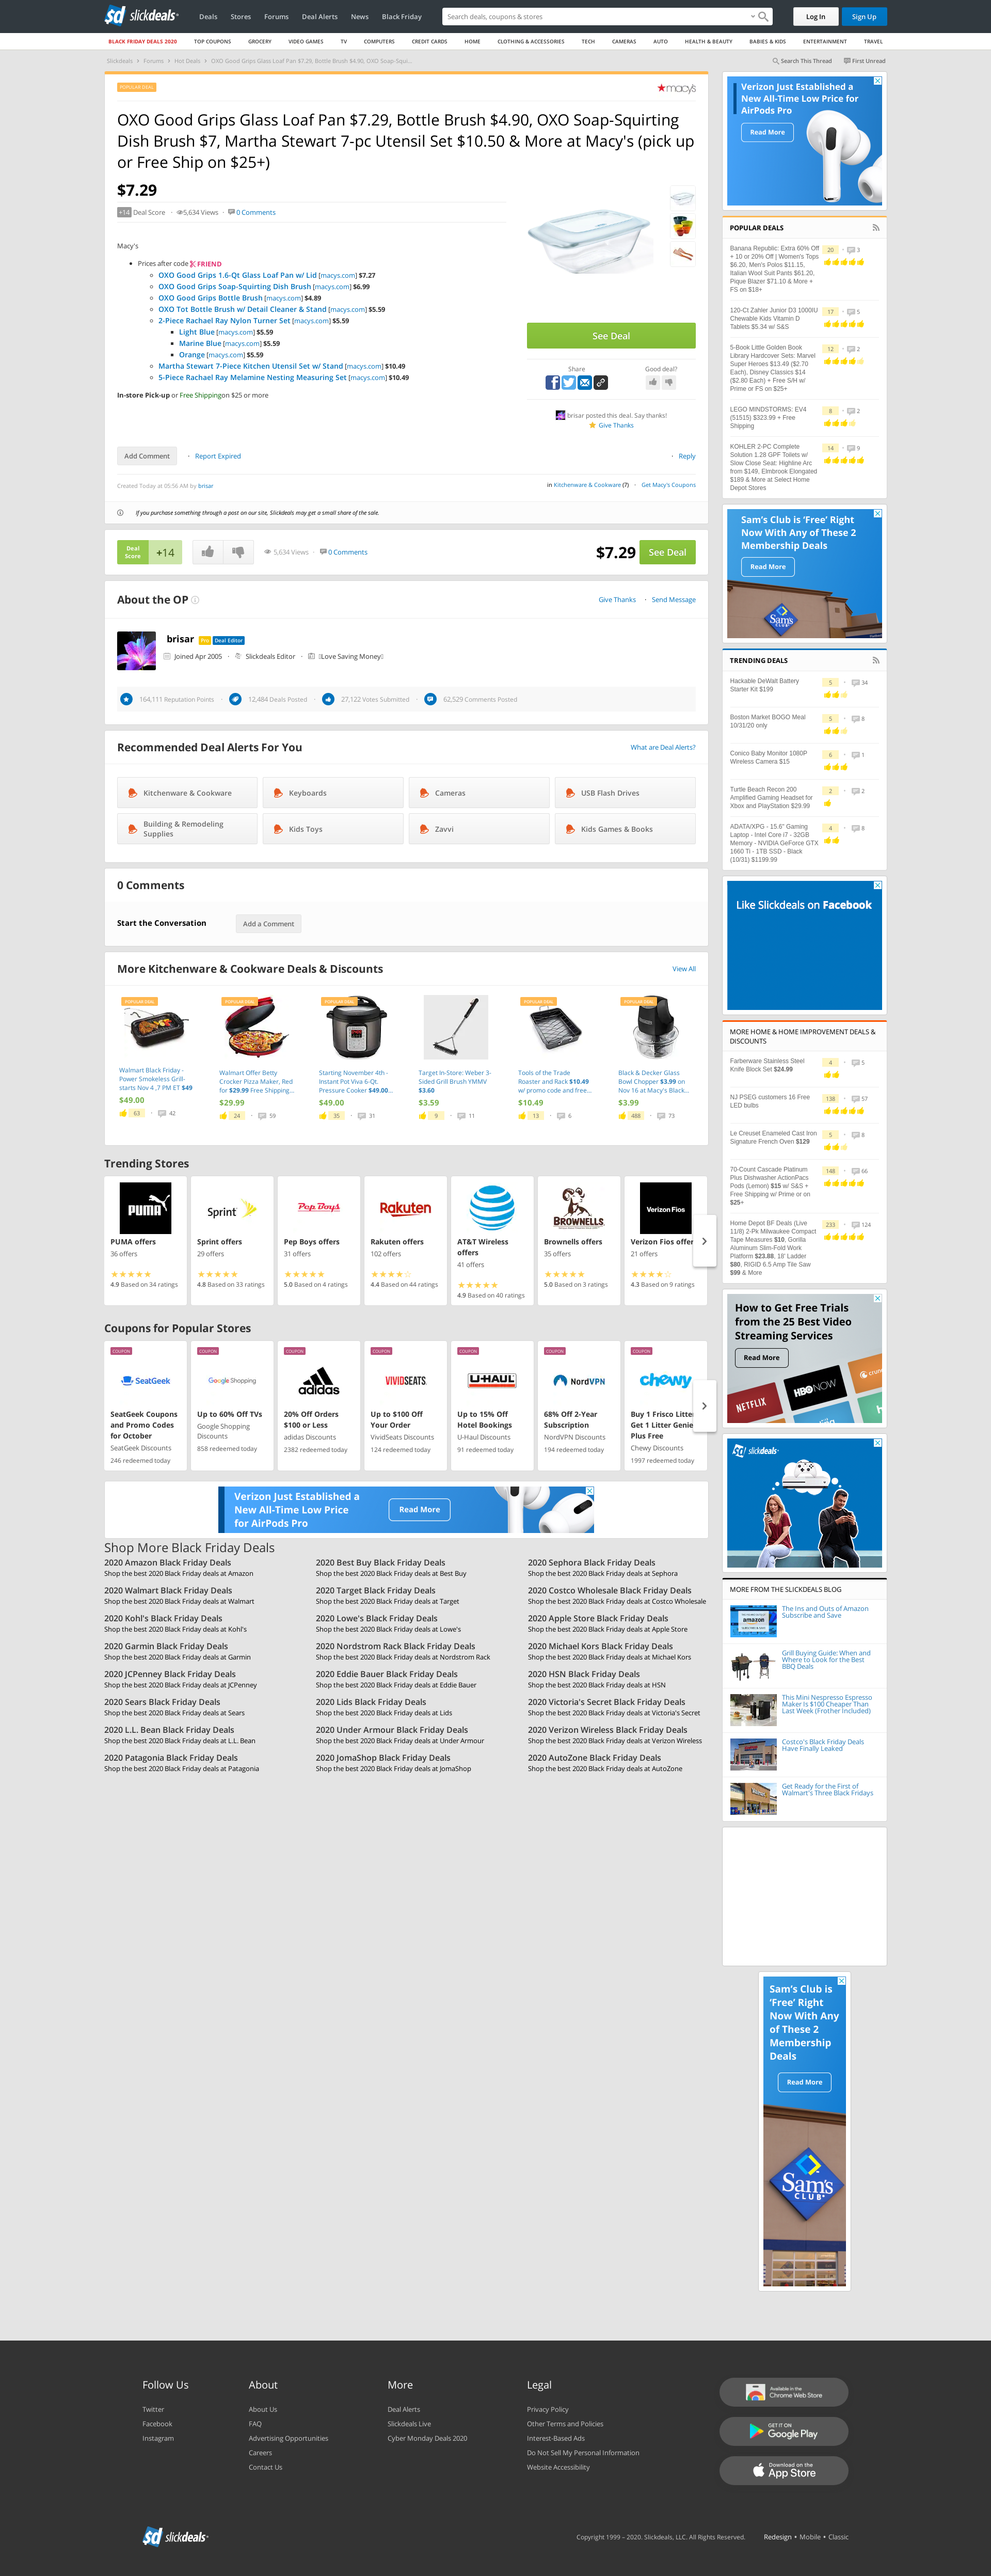 slickdeals
Deals Stores Forums Deal Alerts News Black Friday
Search deals, coupons & stores
Log In Sign Up
BLACK FRIDAY DEALS 2020 TOP COUPONS GROCERY VIDEO GAMES TV COMPUTERS CREDIT CARDS HOME CLOTHING & ACCESSORIES TECH CAMERAS AUTO HEALTH & BEAUTY BABIES & KIDS ENTERTAINMENT TRAVEL
Slickdeals › Forums › Hot Deals › OXO Good Grips Glass Loaf Pan $7.29, Bottle Brush $4.90, OXO Soap-Squi...
Search This Thread First Unread
POPULAR DEAL
macy's
OXO Good Grips Glass Loaf Pan $7.29, Bottle Brush $4.90, OXO Soap-Squirting
Dish Brush $7, Martha Stewart 7-pc Utensil Set $10.50 & More at Macy's (pick up
or Free Ship on $25+)
$7.29
+14 Deal Score 5,634 Views 0 Comments
Macy's
Prices after code FRIEND
OXO Good Grips 1.6-Qt Glass Loaf Pan w/ Lid [macys.com] $7.27
OXO Good Grips Soap-Squirting Dish Brush [macys.com] $6.99
OXO Good Grips Bottle Brush [macys.com] $4.89
OXO Tot Bottle Brush w/ Detail Cleaner & Stand [macys.com] $5.59
2-Piece Rachael Ray Nylon Turner Set [macys.com] $5.59
Light Blue [macys.com] $5.59
Marine Blue [macys.com] $5.59
Orange [macys.com] $5.59
Martha Stewart 7-Piece Kitchen Utensil Set w/ Stand [macys.com] $10.49
5-Piece Rachael Ray Melamine Nesting Measuring Set [macys.com] $10.49
In-store Pick-up or Free Shippingon $25 or more
See Deal
Share Good deal?
brisar posted this deal. Say thanks!
Give Thanks
Add Comment Report Expired Reply
Created Today at 05:56 AM by brisar
in Kitchenware & Cookware (7) Get Macy's Coupons
If you purchase something through a post on our site, Slickdeals may get a small share of the sale.
Deal Score +14 5,634 Views 0 Comments $7.29 See Deal
About the OP
Give Thanks Send Message
brisar Pro Deal Editor
Joined Apr 2005 Slickdeals Editor Love Saving Money
164,111 Reputation Points 12,484 Deals Posted 27,122 Votes Submitted 62,529 Comments Posted
Recommended Deal Alerts For You
What are Deal Alerts?
Kitchenware & Cookware Keyboards Cameras USB Flash Drives
Building & Remodeling Supplies Kids Toys Zavvi Kids Games & Books
0 Comments
Start the Conversation Add a Comment
More Kitchenware & Cookware Deals & Discounts
View All
POPULAR DEAL
Walmart Black Friday -
Power Smokeless Grill-
starts Nov 4 ,7 PM ET $49
$49.00
63 42
POPULAR DEAL
Walmart Offer Betty
Crocker Pizza Maker, Red
for $29.99 Free Shipping...
$29.99
24 59
POPULAR DEAL
Starting November 4th -
Instant Pot Viva 6-Qt.
Pressure Cooker $49.00...
$49.00
35 31
Target In-Store: Weber 3-
Sided Grill Brush YMMV
$3.60
$3.59
9 11
POPULAR DEAL
Tools of the Trade
Roaster and Rack $10.49
w/ promo code and free...
$10.49
13 6
POPULAR DEAL
Black & Decker Glass
Bowl Chopper $3.99 on
Nov 16 at Macy's Black...
$3.99
488 73
Trending Stores
PUMA
PUMA offers
36 offers
4.9 Based on 34 ratings
Sprint
Sprint offers
29 offers
4.8 Based on 33 ratings
Pep Boys
Pep Boys offers
31 offers
5.0 Based on 4 ratings
Rakuten
Rakuten offers
102 offers
4.4 Based on 44 ratings
AT&T Wireless
offers
41 offers
4.9 Based on 40 ratings
BROWNELLS
Brownells offers
35 offers
5.0 Based on 3 ratings
Verizon Fios
Verizon Fios offer
21 offers
4.3 Based on 9 ratings
Coupons for Popular Stores
COUPON
SeatGeek
SeatGeek Coupons
and Promo Codes
for October
SeatGeek Discounts
246 redeemed today
COUPON
Google Shopping
Up to 60% Off TVs
Google Shopping
Discounts
858 redeemed today
COUPON
adidas
20% Off Orders
$100 or Less
adidas Discounts
2382 redeemed today
COUPON
VIVIDSEATS.
Up to $100 Off
Your Order
VividSeats Discounts
124 redeemed today
COUPON
U-HAUL
Up to 15% Off
Hotel Bookings
U-Haul Discounts
91 redeemed today
COUPON
NordVPN
68% Off 2-Year
Subscription
NordVPN Discounts
194 redeemed today
COUPON
chewy
Buy 1 Frisco Litter
Get 1 Litter Genie
Plus Free
Chewy Discounts
1997 redeemed today
Verizon Just Established a
New All-Time Low Price
for AirPods Pro
Read More
Shop More Black Friday Deals
2020 Amazon Black Friday Deals
Shop the best 2020 Black Friday deals at Amazon
2020 Best Buy Black Friday Deals
Shop the best 2020 Black Friday deals at Best Buy
2020 Sephora Black Friday Deals
Shop the best 2020 Black Friday deals at Sephora
2020 Walmart Black Friday Deals
Shop the best 2020 Black Friday deals at Walmart
2020 Target Black Friday Deals
Shop the best 2020 Black Friday deals at Target
2020 Costco Wholesale Black Friday Deals
Shop the best 2020 Black Friday deals at Costco Wholesale
2020 Kohl's Black Friday Deals
Shop the best 2020 Black Friday deals at Kohl's
2020 Lowe's Black Friday Deals
Shop the best 2020 Black Friday deals at Lowe's
2020 Apple Store Black Friday Deals
Shop the best 2020 Black Friday deals at Apple Store
2020 Garmin Black Friday Deals
Shop the best 2020 Black Friday deals at Garmin
2020 Nordstrom Rack Black Friday Deals
Shop the best 2020 Black Friday deals at Nordstrom Rack
2020 Michael Kors Black Friday Deals
Shop the best 2020 Black Friday deals at Michael Kors
2020 JCPenney Black Friday Deals
Shop the best 2020 Black Friday deals at JCPenney
2020 Eddie Bauer Black Friday Deals
Shop the best 2020 Black Friday deals at Eddie Bauer
2020 HSN Black Friday Deals
Shop the best 2020 Black Friday deals at HSN
2020 Sears Black Friday Deals
Shop the best 2020 Black Friday deals at Sears
2020 Lids Black Friday Deals
Shop the best 2020 Black Friday deals at Lids
2020 Victoria's Secret Black Friday Deals
Shop the best 2020 Black Friday deals at Victoria's Secret
2020 L.L. Bean Black Friday Deals
Shop the best 2020 Black Friday deals at L.L. Bean
2020 Under Armour Black Friday Deals
Shop the best 2020 Black Friday deals at Under Armour
2020 Verizon Wireless Black Friday Deals
Shop the best 2020 Black Friday deals at Verizon Wireless
2020 Patagonia Black Friday Deals
Shop the best 2020 Black Friday deals at Patagonia
2020 JomaShop Black Friday Deals
Shop the best 2020 Black Friday deals at JomaShop
2020 AutoZone Black Friday Deals
Shop the best 2020 Black Friday deals at AutoZone
Verizon Just Established a
New All-Time Low Price for
AirPods Pro
Read More
POPULAR DEALS
Banana Republic: Extra 60% Off
+ 10 or 20% Off | Women's Tops
$6.20, Men's Polos $11.15,
Italian Wool Suit Pants $61.20,
Pique Blazer $71.10 & More +
FS on $18+
20 3
120-Ct Zahler Junior D3 1000IU
Chewable Kids Vitamin D
Tablets $5.34 w/ S&S
17 5
5-Book Little Golden Book
Library Hardcover Sets: Marvel
Super Heroes $13.49 ($2.70
Each), Disney Classics $14
($2.80 Each) + Free S/H w/
Prime or FS on $25+
12 2
LEGO MINDSTORMS: EV4
(51515) $323.99 + Free
Shipping
8 2
KOHLER 2-PC Complete
Solution 1.28 GPF Toilets w/
Slow Close Seat: Highline Arc
from $149, Elmbrook Elongated
$189 & More at Select Home
Depot Stores
14 9
Sam's Club is 'Free' Right
Now With Any of These 2
Membership Deals
Read More
Sam's
TRENDING DEALS
Hackable DeWalt Battery
Starter Kit $199
5 34
Boston Market BOGO Meal
10/31/20 only
5 8
Conico Baby Monitor 1080P
Wireless Camera $15
6 1
Turtle Beach Recon 200
Amplified Gaming Headset for
Xbox and PlayStation $29.99
2 2
ADATA/XPG - 15.6" Gaming
Laptop - Intel Core i7 - 32GB
Memory - NVIDIA GeForce GTX
1660 Ti - 1TB SSD - Black
(10/31) $1199.99
4 8
Like Slickdeals on Facebook
MORE HOME & HOME IMPROVEMENT DEALS &
DISCOUNTS
Farberware Stainless Steel
Knife Block Set $24.99
4 5
NJ PSEG customers 16 Free
LED bulbs
138 57
Le Creuset Enameled Cast Iron
Signature French Oven $129
5 8
70-Count Cascade Platinum
Plus Dishwasher ActionPacs
Pods (Lemon) $15 w/ S&S +
Free Shipping w/ Prime or on
$25+
148 66
Home Depot BF Deals (Live
11/8) 2-Pk Milwaukee Compact
Tape Measures $10, Gorilla
Aluminum Slim-Fold Work
Platform $23.88, 18' Ladder
$80, RIGID 6.5 Amp Tile Saw
$99 & More
233 124
How to Get Free Trials
from the 25 Best Video
Streaming Services
Read More
NETFLIX HBO NOW
slickdeals
MORE FROM THE SLICKDEALS BLOG
The Ins and Outs of Amazon
Subscribe and Save
Grill Buying Guide: When and
Where to Look for the Best
BBQ Deals
This Mini Nespresso Espresso
Maker Is $100 Cheaper Than
Last Week (Frother Included)
Costco's Black Friday Deals
Have Finally Leaked
Get Ready for the First of
Walmart's Three Black Fridays
Sam's Club is
'Free' Right
Now With Any
of These 2
Membership
Deals
Read More
Sam's
CLUB
Follow Us
Twitter
Facebook
Instagram
About
About Us
FAQ
Advertising Opportunities
Careers
Contact Us
More
Deal Alerts
Slickdeals Live
Cyber Monday Deals 2020
Legal
Privacy Policy
Other Terms and Policies
Interest-Based Ads
Do Not Sell My Personal Information
Website Accessibility
Available in the
Chrome Web Store
GET IT ON
Google Play
Download on the
App Store
slickdeals
Copyright 1999 - 2020. Slickdeals, LLC. All Rights Reserved. Redesign • Mobile • Classic